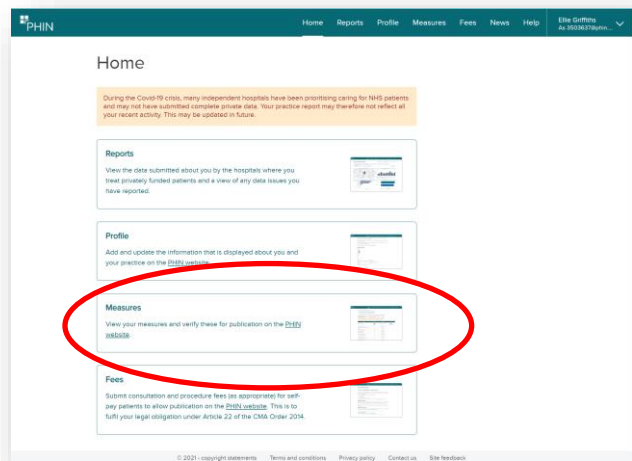 PHIN
Home Reports Profile Measures Fees News Help
Ellie Griffiths
Home
During the Covid-19 crisis, many independent hospitals have been prioritising caring for NHS patients
and may not have submitted complete private data. Your practice report may therefore not reflect all
your recent activity. This may be updated in future.
Reports
View the data submitted about you by the hospitals where you
treat privately funded patients and a view of any data issues you
have reported.
Profile
Add and update the information that is displayed about you and
your practice on the PHIN website.
Measures
View your measures and verify these for publication on the PHIN
website.
Fees
Submit consultation and procedure fees (as appropriate) for self-
pay patients to allow publication on the PHIN website. This is to
fulfil your legal obligation under Article 22 of the CMA Order 2014.
© 2021 - copyright statements Terms and conditions Privacy policy Contact us Site feedback